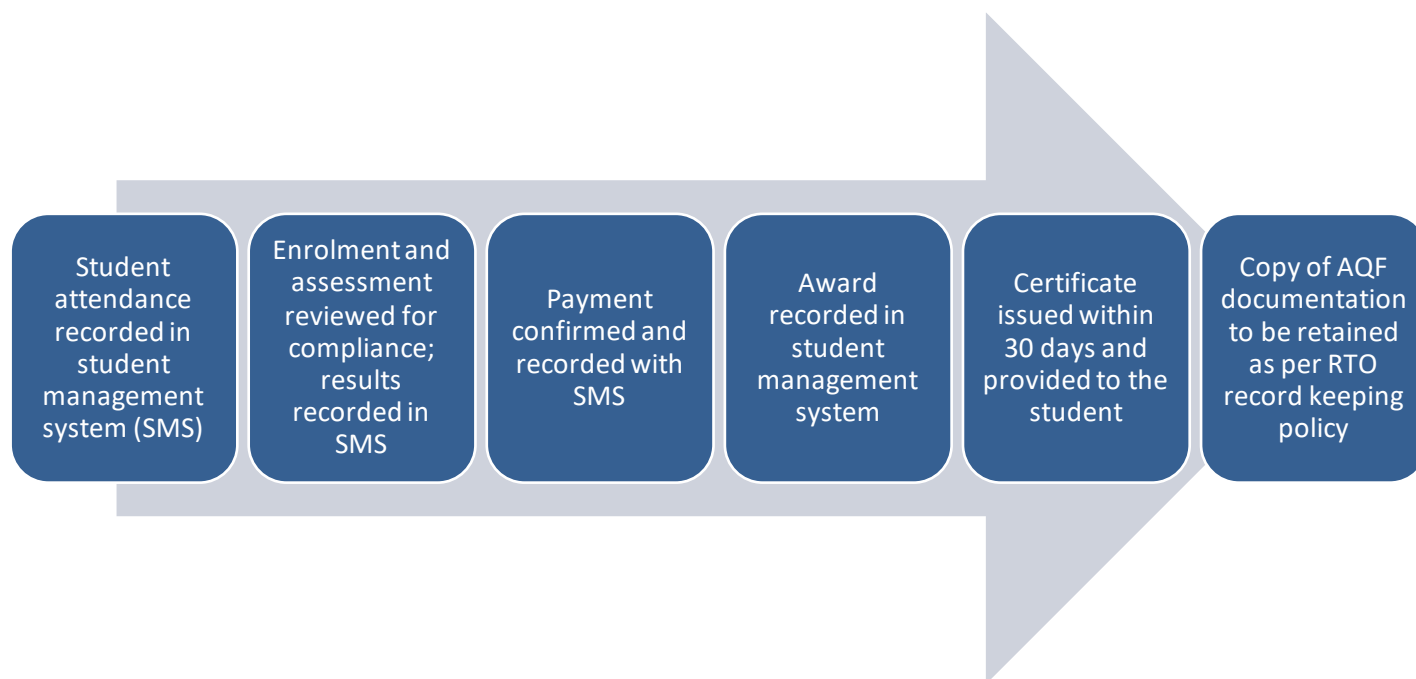 Student
attendance
recorded in
student
management
system (SMS)
Enrolment and
assessment
reviewed for
compliance;
results
recorded in
SMS
Payment
confirmed and
recorded with
SMS
Award
recorded in
student
management
system
Certificate
issued within
30 days and
provided to the
student
Copy of AQF
documentation
to be retained
as per RTO
record keeping
policy